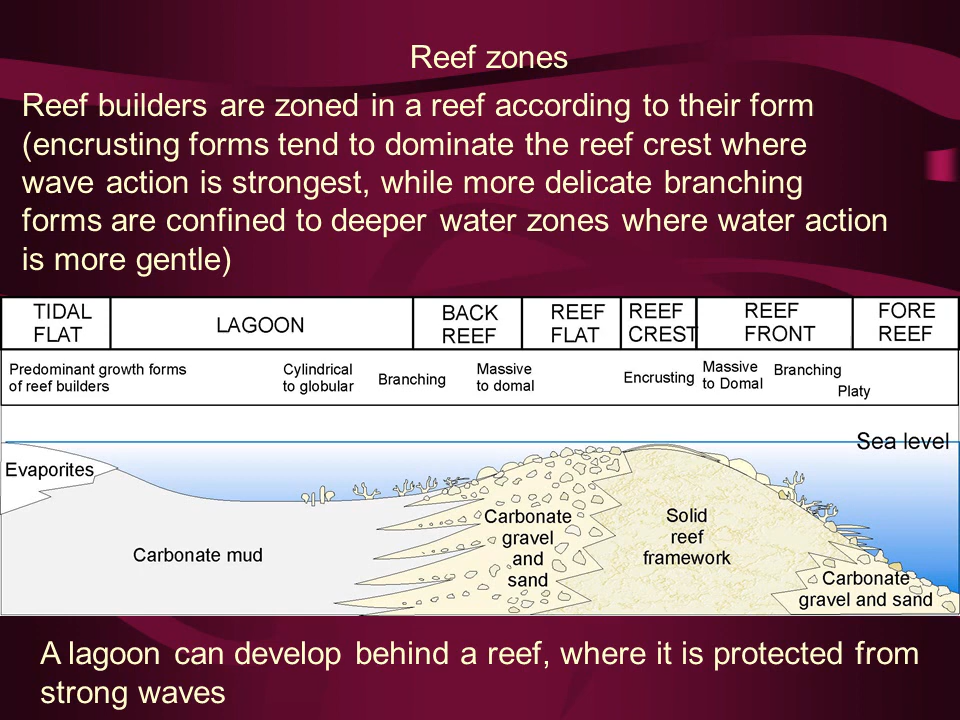 Reef zones
Reef builders are zoned in a reef according to their form
(encrusting forms tend to dominate the reef crest where
wave action is strongest, while more delicate branching
forms are confined to deeper water zones where water action
is more gentle)
TIDAL
FLAT
LAGOON
BACK
REEF
REEF
FLAT
REEF
CREST
REEF
FRONT
FORE
REEF
Predominant growth forms
of reef builders
Cylindrical
to globular
Branching
Massive
to domal
Encrusting
Massive
to Domal
Branching
Platy
Sea level
Evaporites
Carbonate mud
Carbonate
gravel
and
sand
Solid
reef
framework
Carbonate
gravel and sand
A lagoon can develop behind a reef, where it is protected from
strong waves